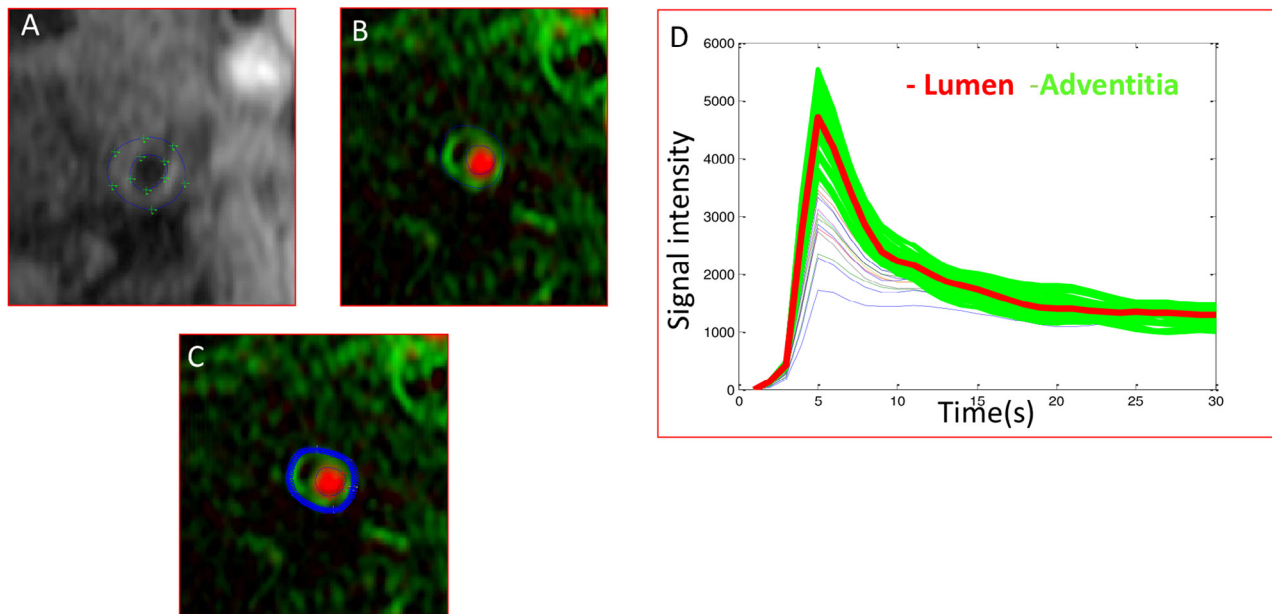 A
B
C
D
- Lumen -Adventitia
Signal intensity
6000
5000
4000
3000
2000
1000
0
0 5 10 15 20 25 30
Time(s)